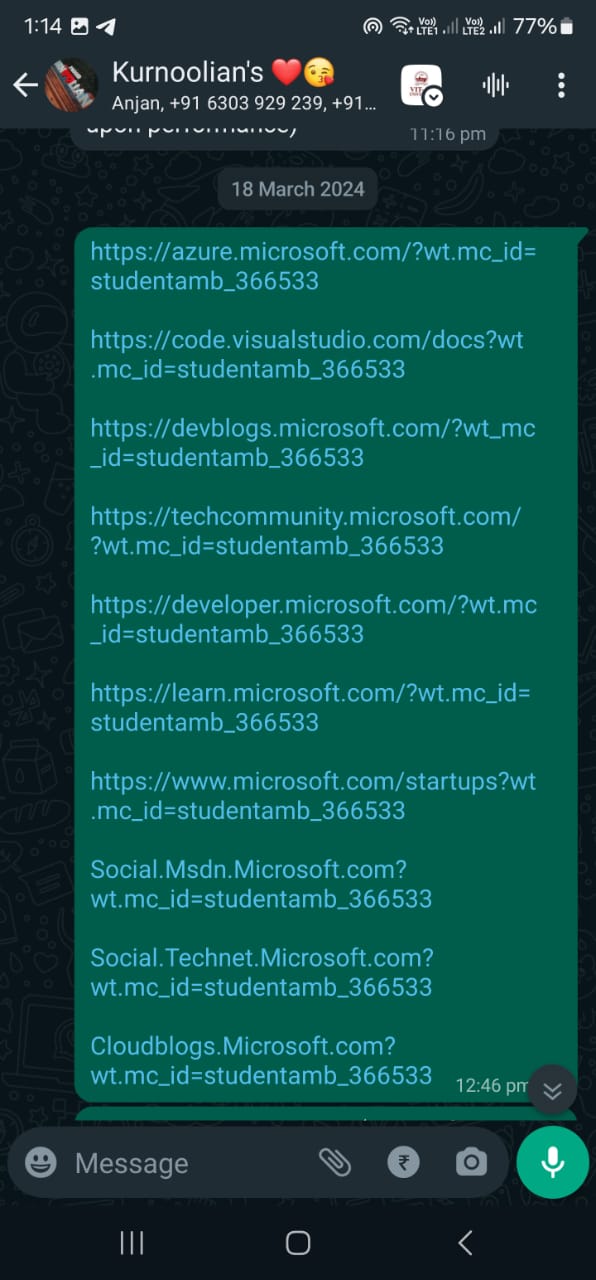 1:14 77%
Vo)) LTE1 Vo)) LTE2
Kurnoolian's ❤️😘
Anjan, +91 6303 929 239, +91...
upon performance)
11:16 pm
18 March 2024
https://azure.microsoft.com/?wt.mc_id=
studentamb_366533
https://code.visualstudio.com/docs?wt
.mc_id=studentamb_366533
https://devblogs.microsoft.com/?wt_mc
_id=studentamb_366533
https://techcommunity.microsoft.com/
?wt.mc_id=studentamb_366533
https://developer.microsoft.com/?wt.mc
_id=studentamb_366533
https://learn.microsoft.com/?wt.mc_id=
studentamb_366533
https://www.microsoft.com/startups?wt
.mc_id=studentamb_366533
Social.Msdn.Microsoft.com?
wt.mc_id=studentamb_366533
Social.Technet.Microsoft.com?
wt.mc_id=studentamb_366533
Cloudblogs.Microsoft.com?
wt.mc_id=studentamb_366533
12:46 pm
Message
₹